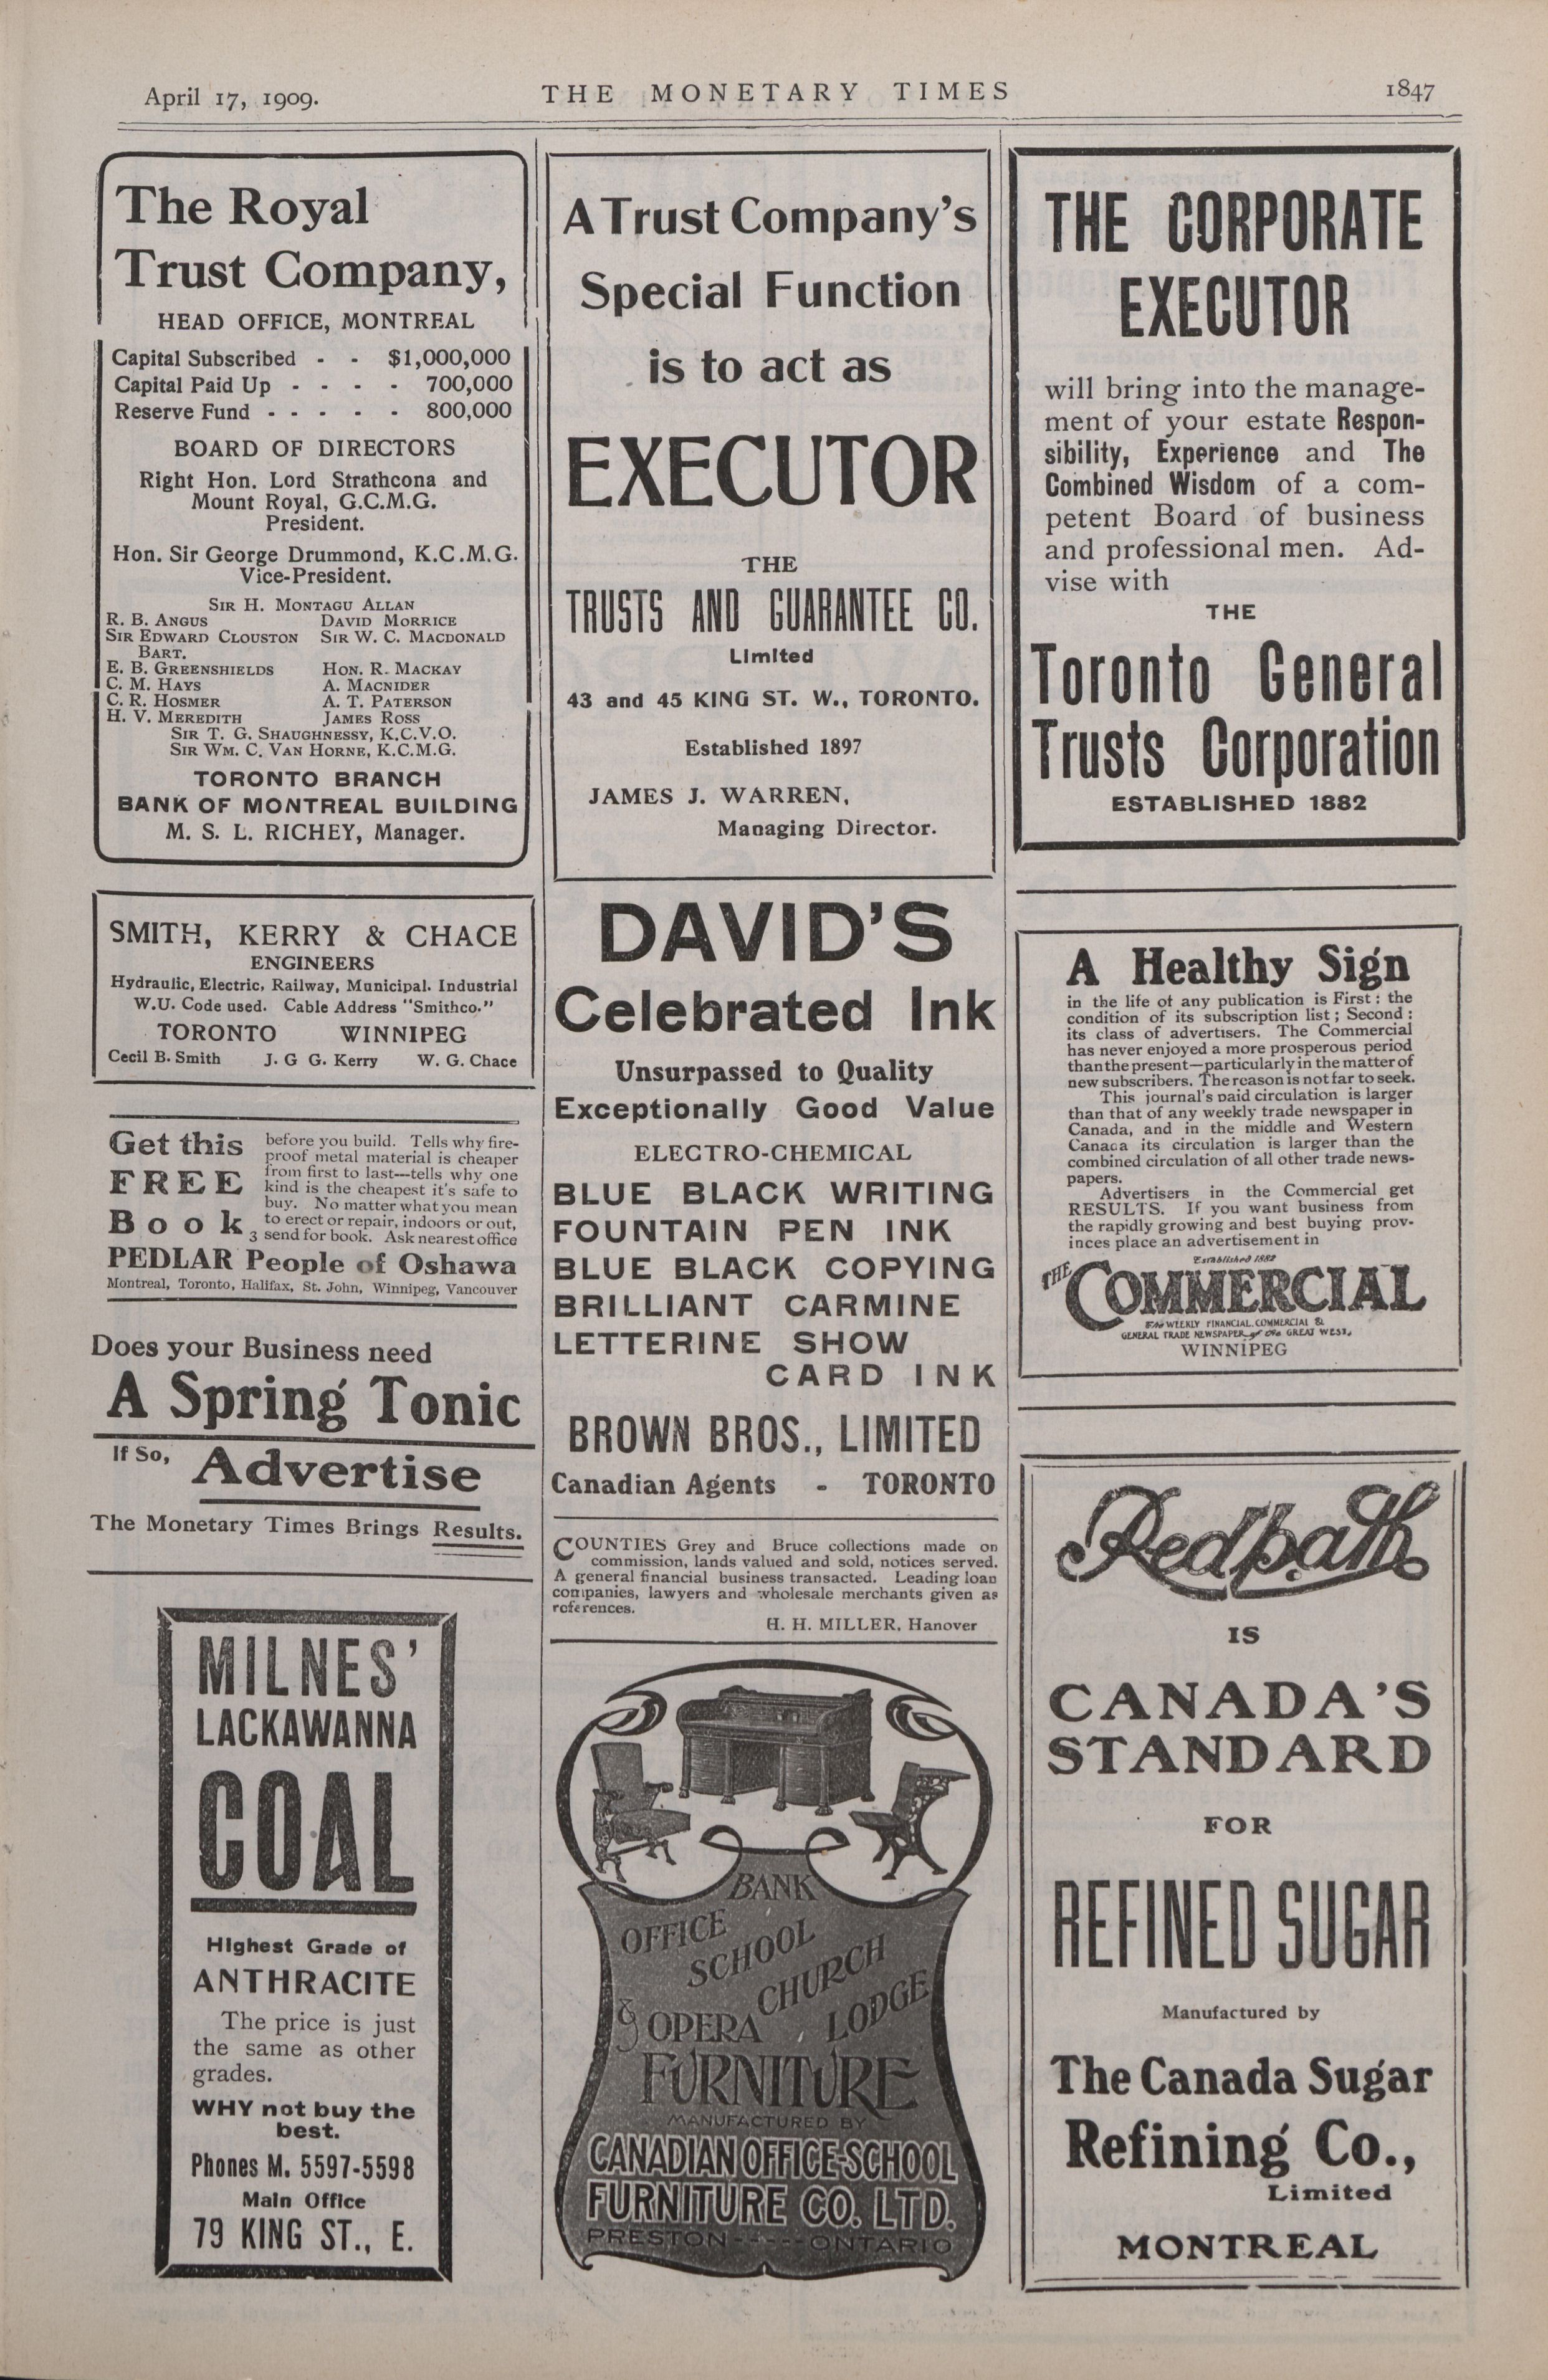 April 17, 1909.
THE MONETARY TIMES
1847
The Royal
Trust Company,
HEAD OFFICE, MONTREAL
Capital Subscribed - - $1,000,000
Capital Paid Up - - - - 700,000
Reserve Fund - - - - - 800,000
BOARD OF DIRECTORS
Right Hon. Lord Strathcona and
Mount Royal, G.C.M.G.
President.
Hon. Sir George Drummond, K.C.M.G.
Vice-President.
SIR H. MONTAGU ALLAN
R. B. ANGUS DAVID MORRICE
SIR EDWARD CLOUSTON SIR W. C. MACDONALD
BART.
E. B. GREENSHIELDS HON. R. MACKAY
C. M. HAYS A. MACNIDER
C. R. HOSMER A. T. PATERSON
H. V. MEREDITH JAMES ROSS
SIR T. G. SHAUGHNESSY, K.C.V.O.
SIR WM. C. VAN HORNE, K.C.M.G.
TORONTO BRANCH
BANK OF MONTREAL BUILDING
M. S. L. RICHEY, Manager.
SMITH, KERRY & CHACE
ENGINEERS
Hydraulic, Electric, Railway, Municipal. Industrial
W.U. Code used. Cable Address "Smithco."
TORONTO WINNIPEG
Cecil B. Smith J. G G. Kerry W. G. Chace
Get this
FREE
Book
before you build. Tells why fire-
proof metal material is cheaper
from first to last—tells why one
kind is the cheapest it's safe to
buy. No matter what you mean
to erect or repair, indoors or out,
3 send for book. Ask nearest office
PEDLAR People of Oshawa
Montreal, Toronto, Halifax, St. John, Winnipeg, Vancouver
Does your Business need
A Spring Tonic
If So, Advertise
The Monetary Times Brings Results.
MILNES'
LACKAWANNA
COAL
Highest Grade of
ANTHRACITE
The price is just
the same as other
grades.
WHY not buy the
best.
Phones M. 5597-5598
Main Office
79 KING ST., E.
A Trust Company's
Special Function
is to act as
EXECUTOR
THE
TRUSTS AND GUARANTEE CO.
Limited
43 and 45 KING ST. W., TORONTO.
Established 1897
JAMES J. WARREN,
Managing Director.
DAVID'S
Celebrated Ink
Unsurpassed to Quality
Exceptionally Good Value
ELECTRO-CHEMICAL
BLUE BLACK WRITING
FOUNTAIN PEN INK
BLUE BLACK COPYING
BRILLIANT CARMINE
LETTERINE SHOW
CARD INK
BROWN BROS., LIMITED
Canadian Agents - TORONTO
COUNTIES Grey and Bruce collections made on
commission, lands valued and sold, notices served.
A general financial business transacted. Leading loan
companies, lawyers and wholesale merchants given as
references.
H. H. MILLER, Hanover
BANK
OFFICE
SCHOOL
CHURCH
LODGE
& OPERA
FURNITURE
MANUFACTURED BY
CANADIAN OFFICE-SCHOOL
FURNITURE CO. LTD.
PRESTON-----ONTARIO
THE CORPORATE
EXECUTOR
will bring into the manage-
ment of your estate Respon-
sibility, Experience and The
Combined Wisdom of a com-
petent Board of business
and professional men. Ad-
vise with
THE
Toronto General
Trusts Corporation
ESTABLISHED 1882
A Healthy Sign
in the life of any publication is First: the
condition of its subscription list; Second:
its class of advertisers. The Commercial
has never enjoyed a more prosperous period
than the present—particularly in the matter of
new subscribers. The reason is not far to seek.
This journal's paid circulation is larger
than that of any weekly trade newspaper in
Canada, and in the middle and Western
Canada its circulation is larger than the
combined circulation of all other trade news-
papers.
Advertisers in the Commercial get
RESULTS. If you want business from
the rapidly growing and best buying prov-
inces place an advertisement in
Established 1882
THE COMMERCIAL
The WEEKLY FINANCIAL, COMMERCIAL &
GENERAL TRADE NEWSPAPER of the GREAT WEST.
WINNIPEG
Redpath
IS
CANADA'S
STANDARD
FOR
REFINED SUGAR
Manufactured by
The Canada Sugar
Refining Co.,
Limited
MONTREAL